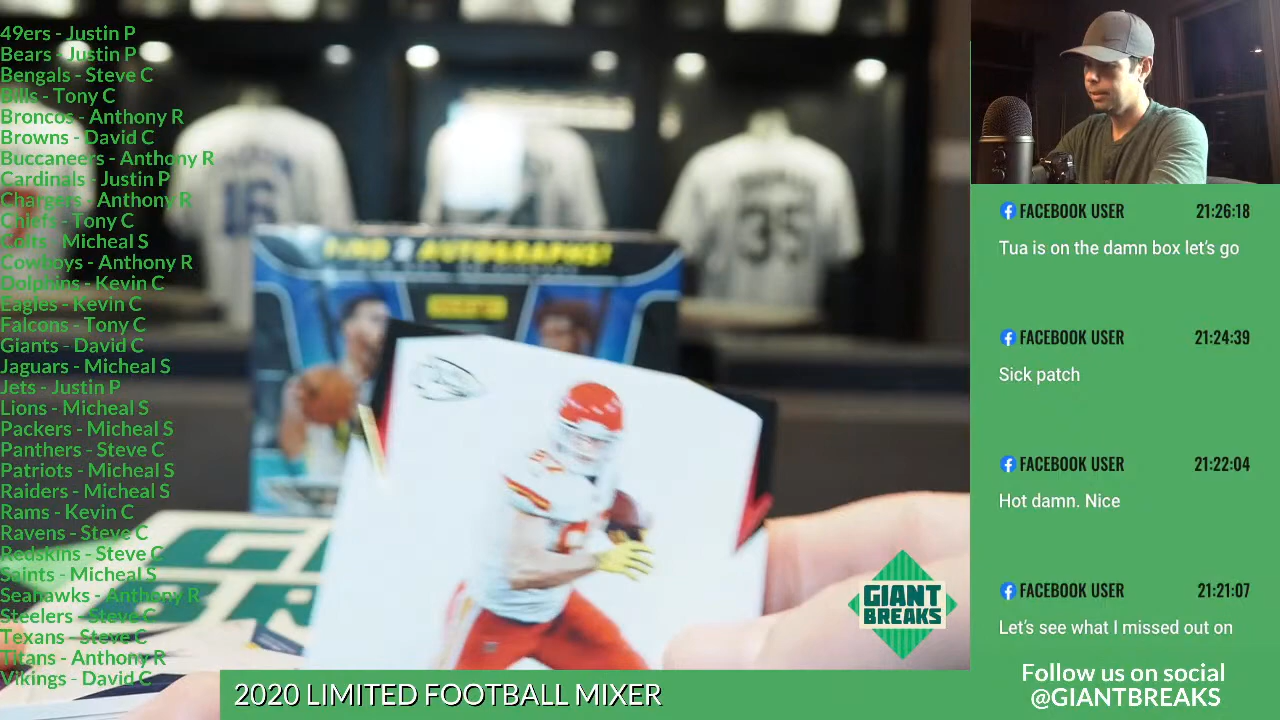 49ers - Justin P
Bears - Justin P
Bengals - Steve C
Bills - Tony C
Broncos - Anthony R
Browns - David C
Buccaneers - Anthony R
Cardinals - Justin P
Chargers - Anthony R
Chiefs - Tony C
Colts - Micheal S
Cowboys - Anthony R
Dolphins - Kevin C
Eagles - Kevin C
Falcons - Tony C
Giants - David C
Jaguars - Micheal S
Jets - Justin P
Lions - Micheal S
Packers - Micheal S
Panthers - Steve C
Patriots - Micheal S
Raiders - Micheal S
Rams - Kevin C
Ravens - Steve C
Redskins - Steve C
Saints - Micheal S
Seahawks - Anthony R
Steelers - Steve C
Texans - Steve C
Titans - Anthony R
Vikings - David C
16
35
FIND 2 AUTOGRAPHS!
GIANT
BREAKS
2020 LIMITED FOOTBALL MIXER
FACEBOOK USER 21:26:18
Tua is on the damn box let's go
FACEBOOK USER 21:24:39
Sick patch
FACEBOOK USER 21:22:04
Hot damn. Nice
FACEBOOK USER 21:21:07
Let's see what I missed out on
Follow us on social
@GIANTBREAKS